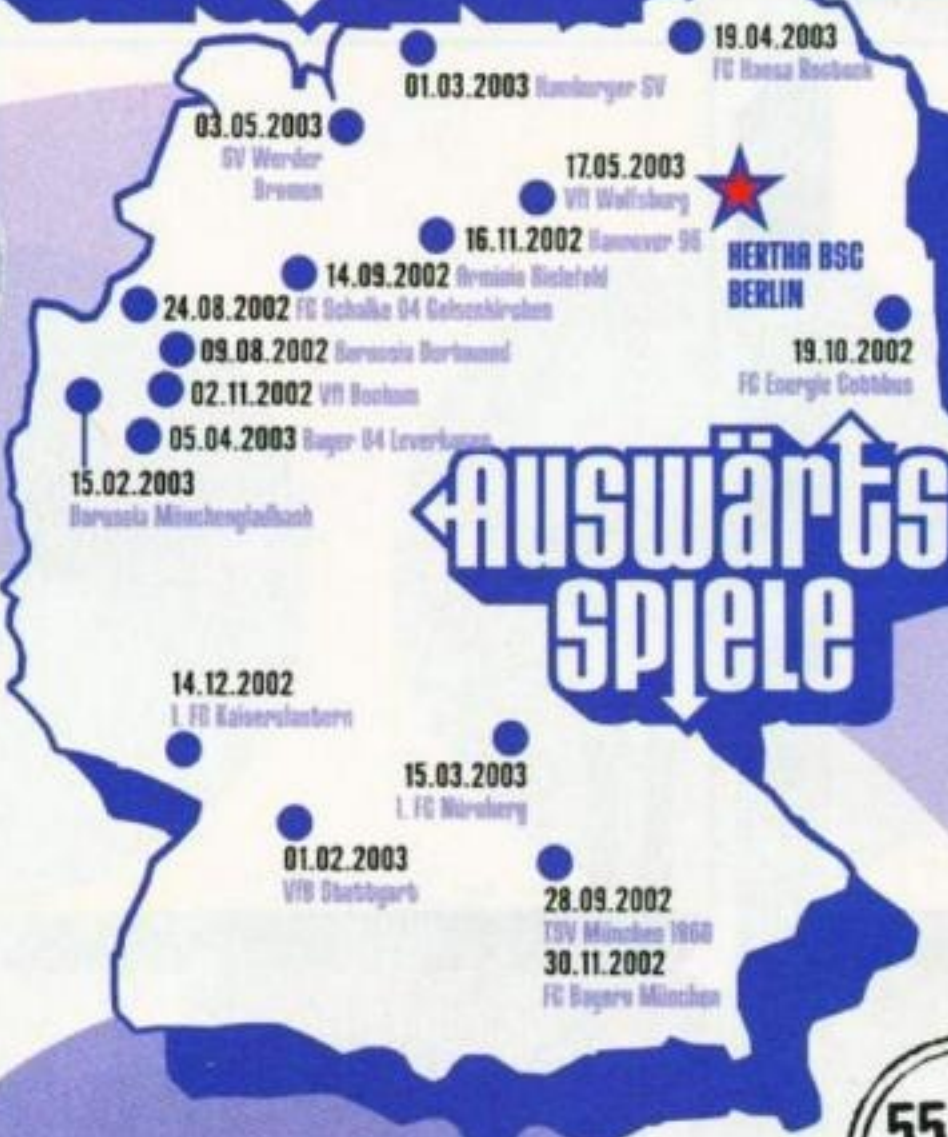 19.04.2003
FC Hansa Rostock
01.03.2003 Hamburger SV
03.05.2003
SV Werder
Bremen
17.05.2003
Vfl Wolfsburg
16.11.2002 Hannover 96
HERTHA BSC
BERLIN
14.09.2002 Arminia Bielefeld
24.08.2002 FC Schalke 04 Gelsenkirchen
09.08.2002 Borussia Dortmund
19.10.2002
FC Energie Cottbus
02.11.2002 Vfl Bochum
05.04.2003 Bayer 04 Leverkusen
15.02.2003
Borussia Mönchengladbach
AUSWÄRTS
SPIELE
14.12.2002
1. FC Kaiserslautern
15.03.2003
1. FC Nürnberg
01.02.2003
VfB Stuttgart
28.09.2002
TSV München 1860
30.11.2002
FC Bayern München
55